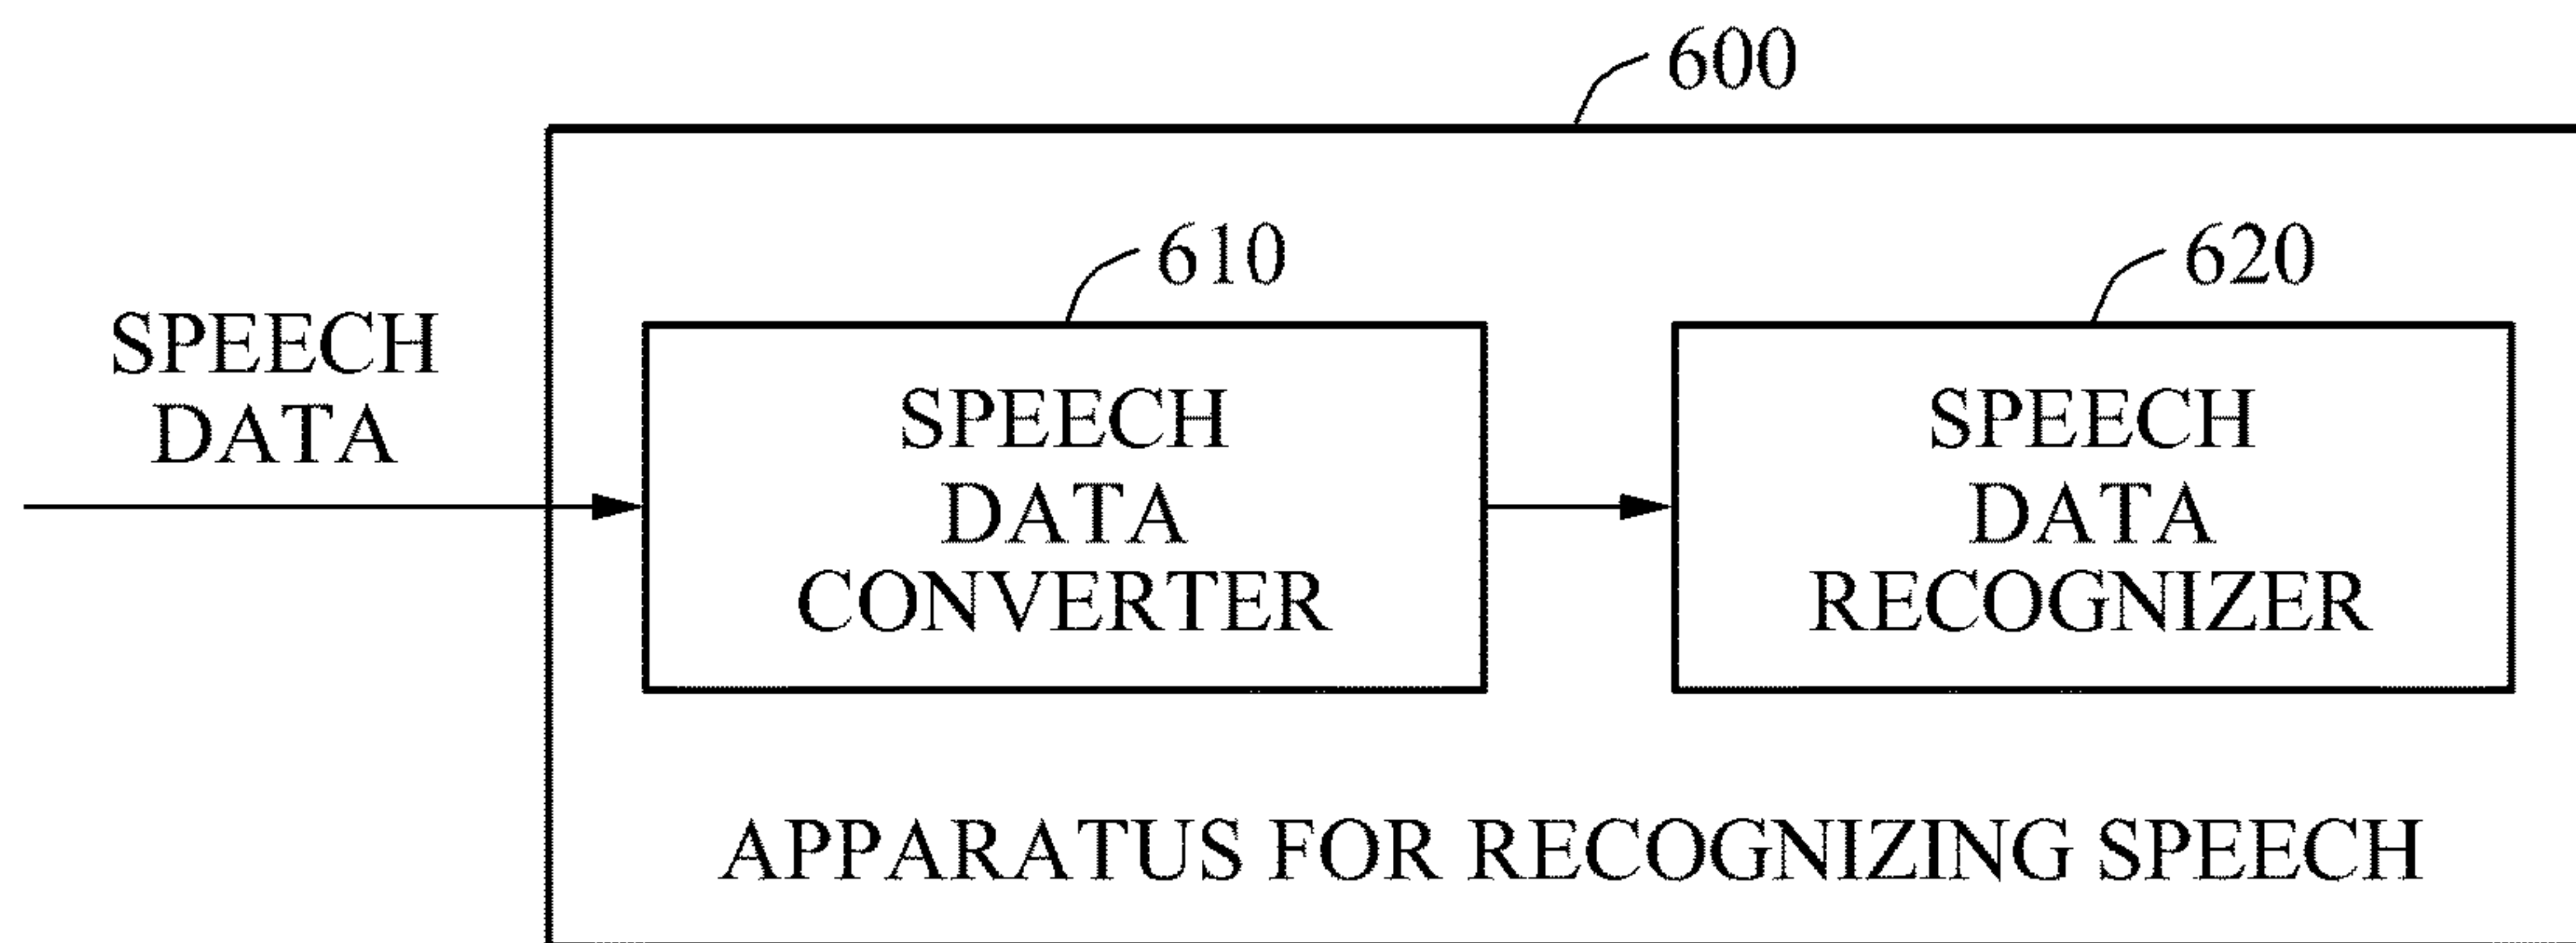 600
610
620
SPEECH
DATA
SPEECH
DATA
CONVERTER
SPEECH
DATA
RECOGNIZER
APPARATUS FOR RECOGNIZING SPEECH